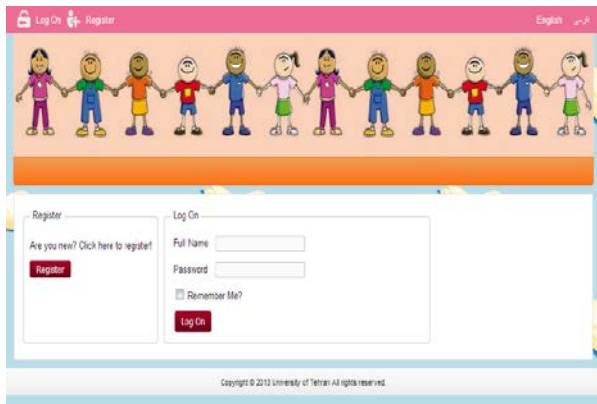 Log On Register English فارسی
Register
Are you new? Click here to register!
Register
Log On
Full Name
Password
Remember Me?
Log On
Copyright © 2013 University of Tehran All rights reserved.